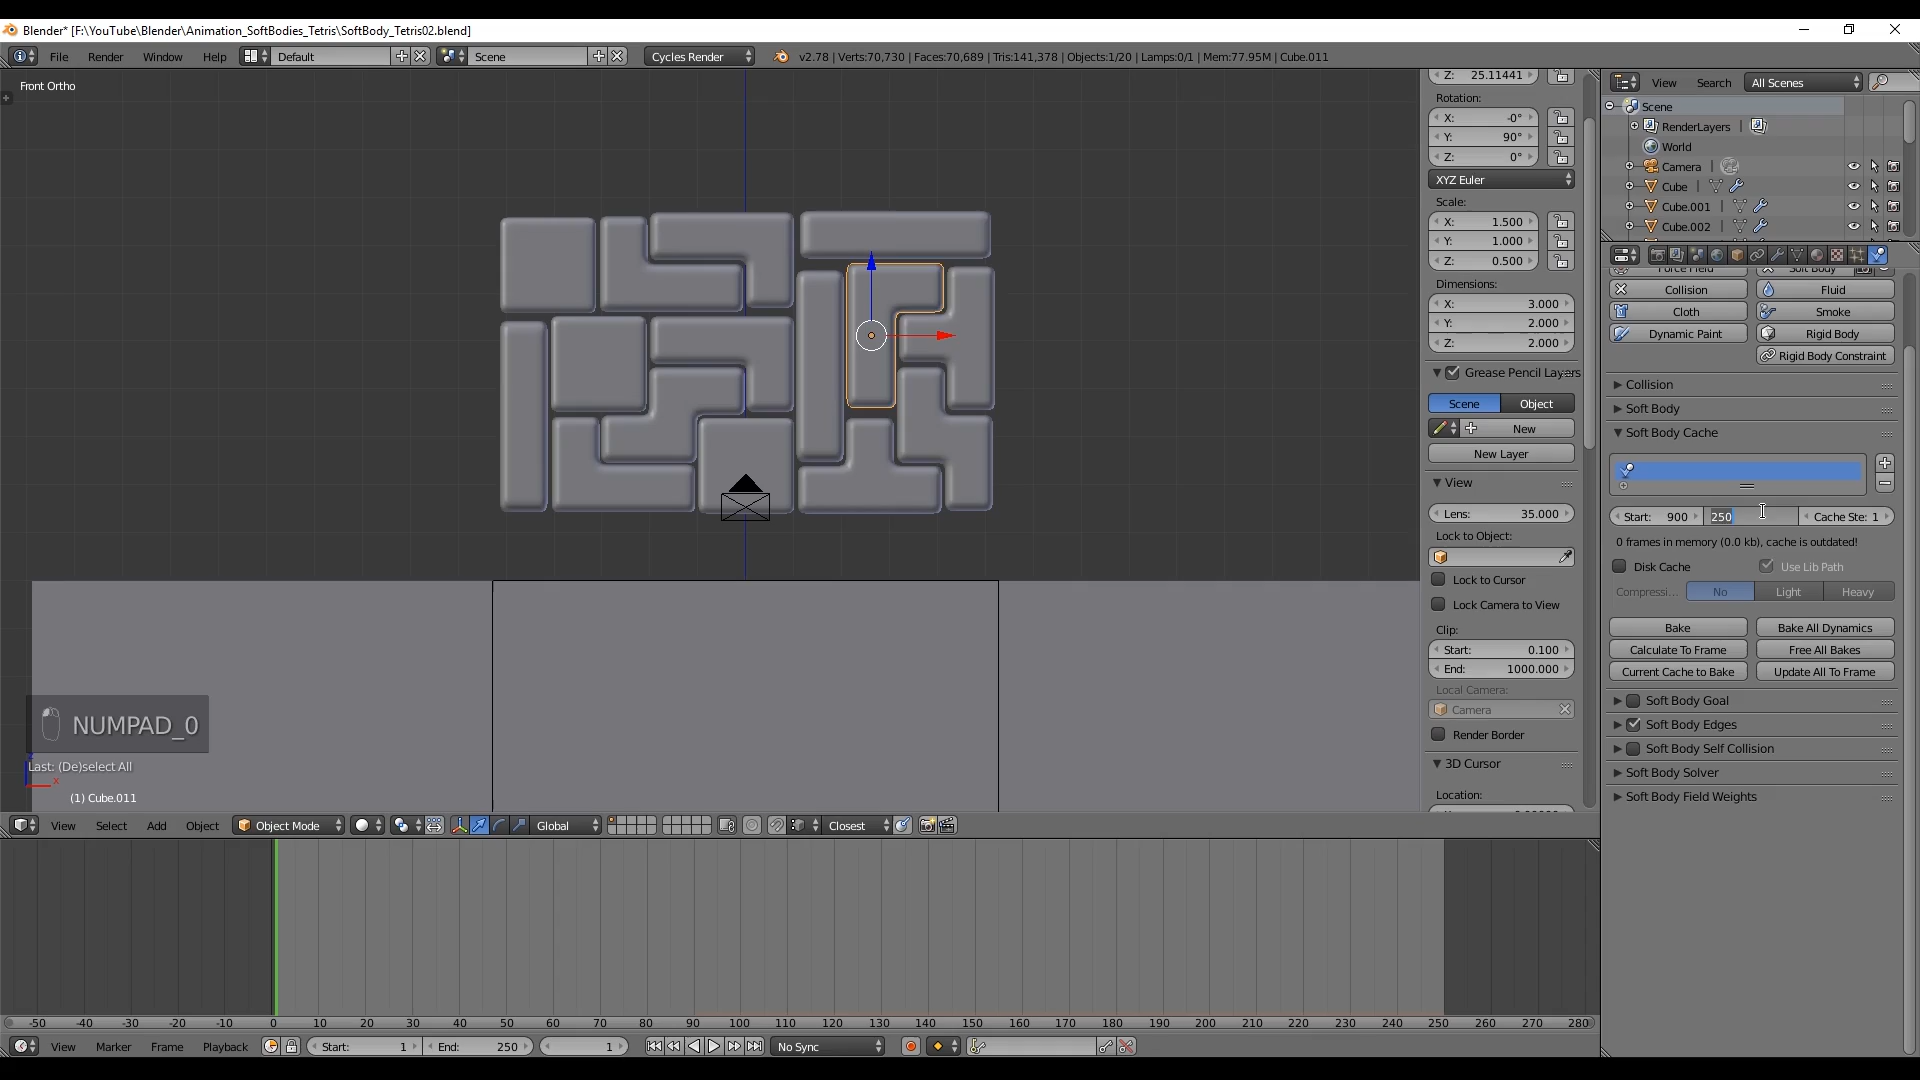 Blender* [F:\YouTube\Blender\Animation_SoftBodies_Tetris\SoftBody_Tetris02.blend]
File Render Window Help Default Scene Cycles Render v2.78 | Verts:70,730 | Faces:70,689 | Tris:141,378 | Objects:1/20 | Lamps:0/1 | Mem:77.95M | Cube.011
Front Ortho
Z: 25.11441
Rotation:
X: -0°
Y: 90°
Z: 0°
XYZ Euler
Scale:
X: 1.500
Y: 1.000
Z: 0.500
Dimensions:
X: 3.000
Y: 2.000
Z: 2.000
Grease Pencil Layers
Scene Object
New
New Layer
View
Lens: 35.000
Lock to Object:
Lock to Cursor
Lock Camera to View
Clip:
Start: 0.100
End: 1000.000
Local Camera:
Camera
Render Border
3D Cursor
Location:
View Search All Scenes
Scene
RenderLayers |
World
Camera |
Cube |
Cube.001 |
Cube.002 |
Force Field Soft Body
Collision Fluid
Cloth Smoke
Dynamic Paint Rigid Body
Rigid Body Constraint
Collision
Soft Body
Soft Body Cache
Start: 900 250 Cache Ste: 1
0 frames in memory (0.0 kb), cache is outdated!
Disk Cache Use Lib Path
Compressi... No Light Heavy
Bake Bake All Dynamics
Calculate To Frame Free All Bakes
Current Cache to Bake Update All To Frame
Soft Body Goal
Soft Body Edges
Soft Body Self Collision
Soft Body Solver
Soft Body Field Weights
NUMPAD_0
Last: (De)select All
z
x
(1) Cube.011
View Select Add Object Object Mode Global Closest
-50 -40 -30 -20 -10 0 10 20 30 40 50 60 70 80 90 100 110 120 130 140 150 160 170 180 190 200 210 220 230 240 250 260 270 280
View Marker Frame Playback Start: 1 End: 250 1 No Sync